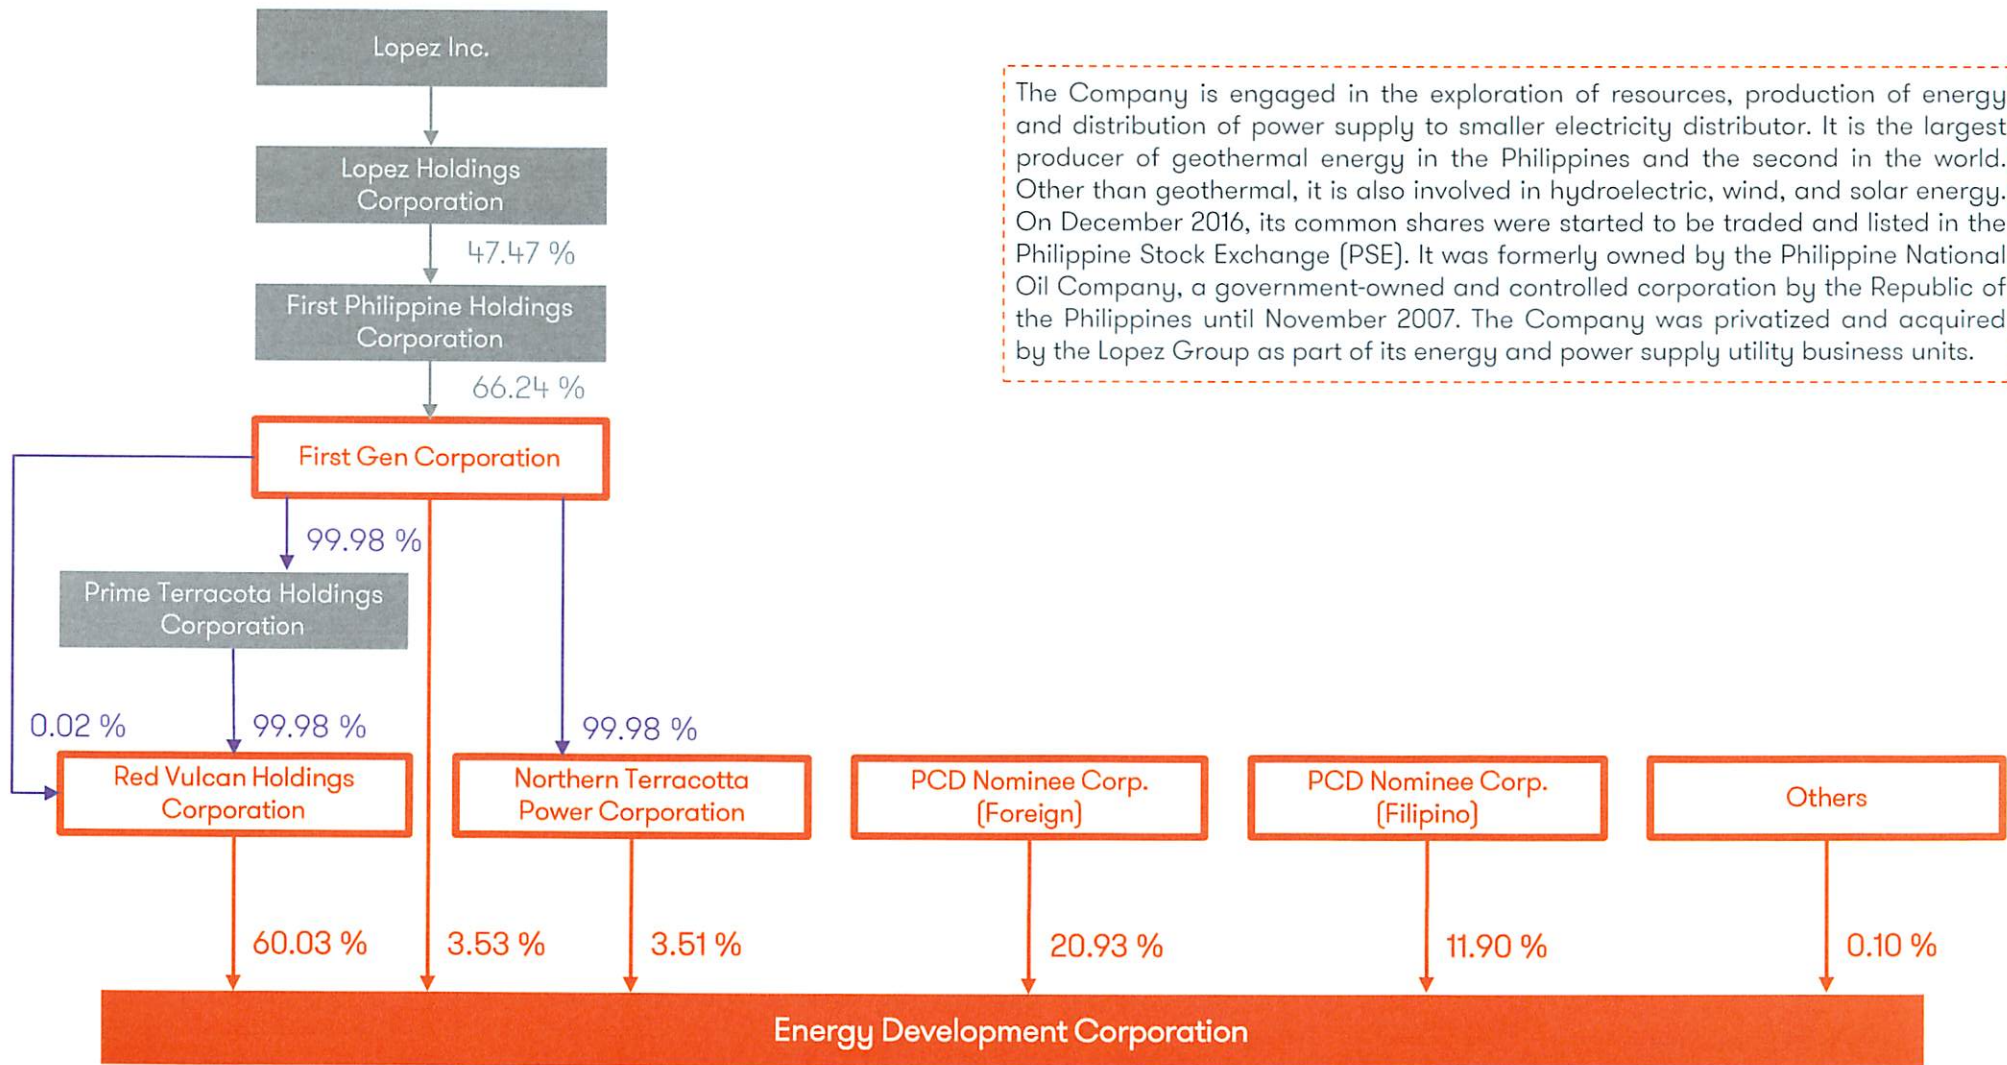 Lopez Inc.
Lopez Holdings
Corporation
47.47 %
First Philippine Holdings
Corporation
66.24 %
First Gen Corporation
The Company is engaged in the exploration of resources, production of energy
and distribution of power supply to smaller electricity distributor. It is the largest
producer of geothermal energy in the Philippines and the second in the world.
Other than geothermal, it is also involved in hydroelectric, wind, and solar energy.
On December 2016, its common shares were started to be traded and listed in the
Philippine Stock Exchange (PSE). It was formerly owned by the Philippine National
Oil Company, a government-owned and controlled corporation by the Republic of
the Philippines until November 2007. The Company was privatized and acquired
by the Lopez Group as part of its energy and power supply utility business units.
99.98 %
Prime Terracota Holdings
Corporation
0.02 %
99.98 %
99.98 %
Red Vulcan Holdings
Corporation
Northern Terracotta
Power Corporation
PCD Nominee Corp.
(Foreign)
PCD Nominee Corp.
(Filipino)
Others
60.03 %
3.53 %
3.51 %
20.93 %
11.90 %
0.10 %
Energy Development Corporation